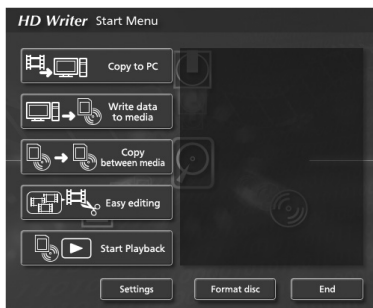 HD Writer Start Menu
Copy to PC
Write data
to media
Copy
between media
Easy editing
Start Playback
Settings Format disc End